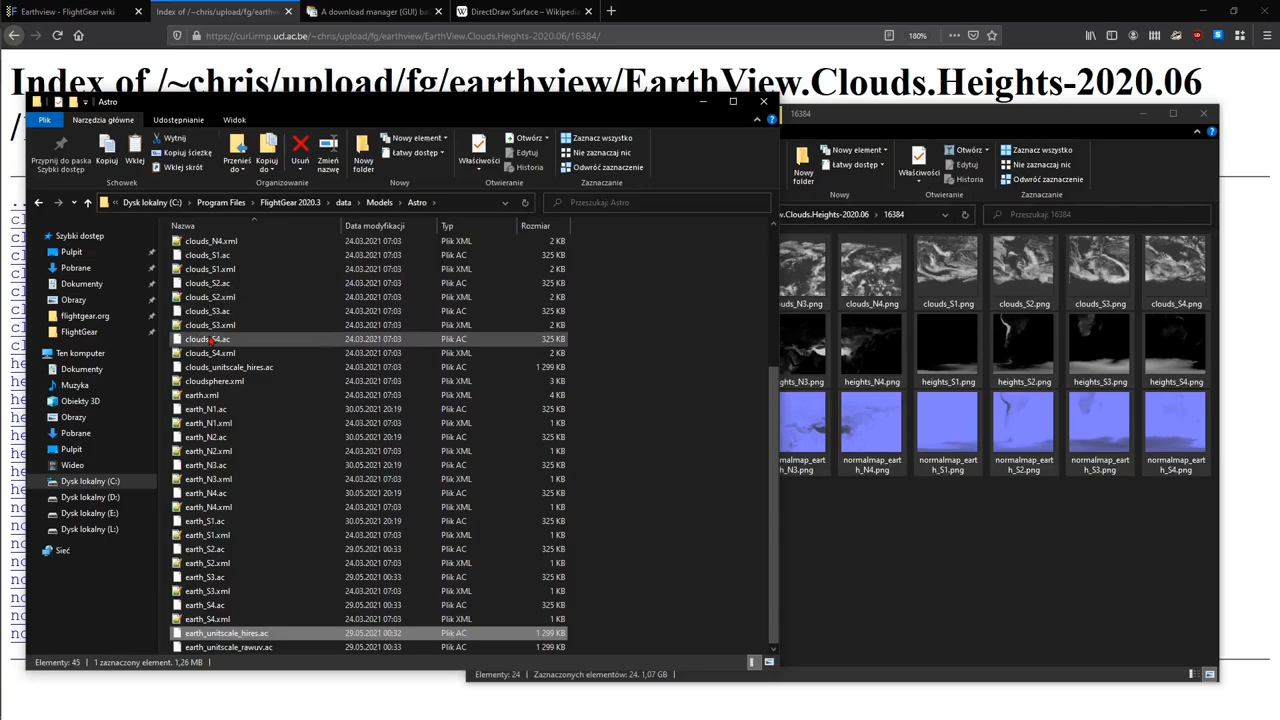 Earthview - FlightGear wiki
Index of /~chris/upload/fg/earthv
A download manager (GUI) ba
DirectDraw Surface – Wikipedia
https://curl.irmp.ucl.ac.be/~chris/upload/fg/earthview/EarthView.Clouds.Heights-2020.06/16384/
180%
Index of /~chris/upload/fg/earthview/EarthView.Clouds.Heights-2020.06
Astro
Plik
Narzędzia główne
Udostępnianie
Widok
Przypnij do paska
Szybki dostęp
Kopiuj
Wklej
Wytnij
Kopiuj ścieżkę
Wklej skrót
Schowek
Przenieś
do
Kopiuj
do
Usuń
Zmień
nazwę
Organizowanie
Nowy
folder
Nowy element
Łatwy dostęp
Nowy
Właściwości
Otwórz
Edytuj
Historia
Otwieranie
Zaznacz wszystko
Nie zaznaczaj nic
Odwróć zaznaczenie
Zaznaczanie
Dysk lokalny (C:) > Program Files > FlightGear 2020.3 > data > Models > Astro
Przeszukaj: Astro
Szybki dostęp
Pulpit
Pobrane
Dokumenty
Obrazy
flightgear.org
FlightGear
Ten komputer
Dokumenty
Muzyka
Obiekty 3D
Obrazy
Pobrane
Pulpit
Wideo
Dysk lokalny (C:)
Dysk lokalny (D:)
Dysk lokalny (E:)
Dysk lokalny (L:)
Sieć
Nazwa Data modyfikacji Typ Rozmiar
clouds_N4.xml 24.03.2021 07:03 Plik XML 2 KB
clouds_S1.ac 24.03.2021 07:03 Plik AC 325 KB
clouds_S1.xml 24.03.2021 07:03 Plik XML 2 KB
clouds_S2.ac 24.03.2021 07:03 Plik AC 325 KB
clouds_S2.xml 24.03.2021 07:03 Plik XML 2 KB
clouds_S3.ac 24.03.2021 07:03 Plik AC 325 KB
clouds_S3.xml 24.03.2021 07:03 Plik XML 2 KB
clouds_S4.ac 24.03.2021 07:03 Plik AC 325 KB
clouds_S4.xml 24.03.2021 07:03 Plik XML 2 KB
clouds_unitscale_hires.ac 24.03.2021 07:03 Plik AC 1 299 KB
cloudsphere.xml 24.03.2021 07:03 Plik XML 3 KB
earth.xml 24.03.2021 07:03 Plik XML 4 KB
earth_N1.ac 30.05.2021 20:19 Plik AC 325 KB
earth_N1.xml 24.03.2021 07:03 Plik XML 1 KB
earth_N2.ac 30.05.2021 20:19 Plik AC 325 KB
earth_N2.xml 24.03.2021 07:03 Plik XML 1 KB
earth_N3.ac 30.05.2021 20:19 Plik AC 325 KB
earth_N3.xml 24.03.2021 07:03 Plik XML 1 KB
earth_N4.ac 30.05.2021 20:19 Plik AC 325 KB
earth_N4.xml 24.03.2021 07:03 Plik XML 1 KB
earth_S1.ac 30.05.2021 20:19 Plik AC 325 KB
earth_S1.xml 24.03.2021 07:03 Plik XML 1 KB
earth_S2.ac 29.05.2021 00:33 Plik AC 325 KB
earth_S2.xml 24.03.2021 07:03 Plik XML 1 KB
earth_S3.ac 29.05.2021 00:33 Plik AC 325 KB
earth_S3.xml 24.03.2021 07:03 Plik XML 1 KB
earth_S4.ac 29.05.2021 00:33 Plik AC 325 KB
earth_S4.xml 24.03.2021 07:03 Plik XML 1 KB
earth_unitscale_hires.ac 29.05.2021 00:32 Plik AC 1 299 KB
earth_unitscale_rawuv.ac 29.05.2021 00:33 Plik AC 1 299 KB
Elementy: 45
1 zaznaczony element. 1,26 MB
16384
Nowy
folder
Nowy element
Łatwy dostęp
Nowy
Właściwości
Otwórz
Edytuj
Historia
Otwieranie
Zaznacz wszystko
Nie zaznaczaj nic
Odwróć zaznaczenie
Zaznaczanie
w.Clouds.Heights-2020.06 > 16384
Przeszukaj: 16384
uds_N3.png clouds_N4.png clouds_S1.png clouds_S2.png clouds_S3.png clouds_S4.png
ights_N3.png heights_N4.png heights_S1.png heights_S2.png heights_S3.png heights_S4.png
rmalmap_eart normalmap_eart normalmap_eart normalmap_eart normalmap_eart normalmap_eart
h_N3.png h_N4.png h_S1.png h_S2.png h_S3.png h_S4.png
Elementy: 24
Zaznaczonych elementów: 24. 1,07 GB